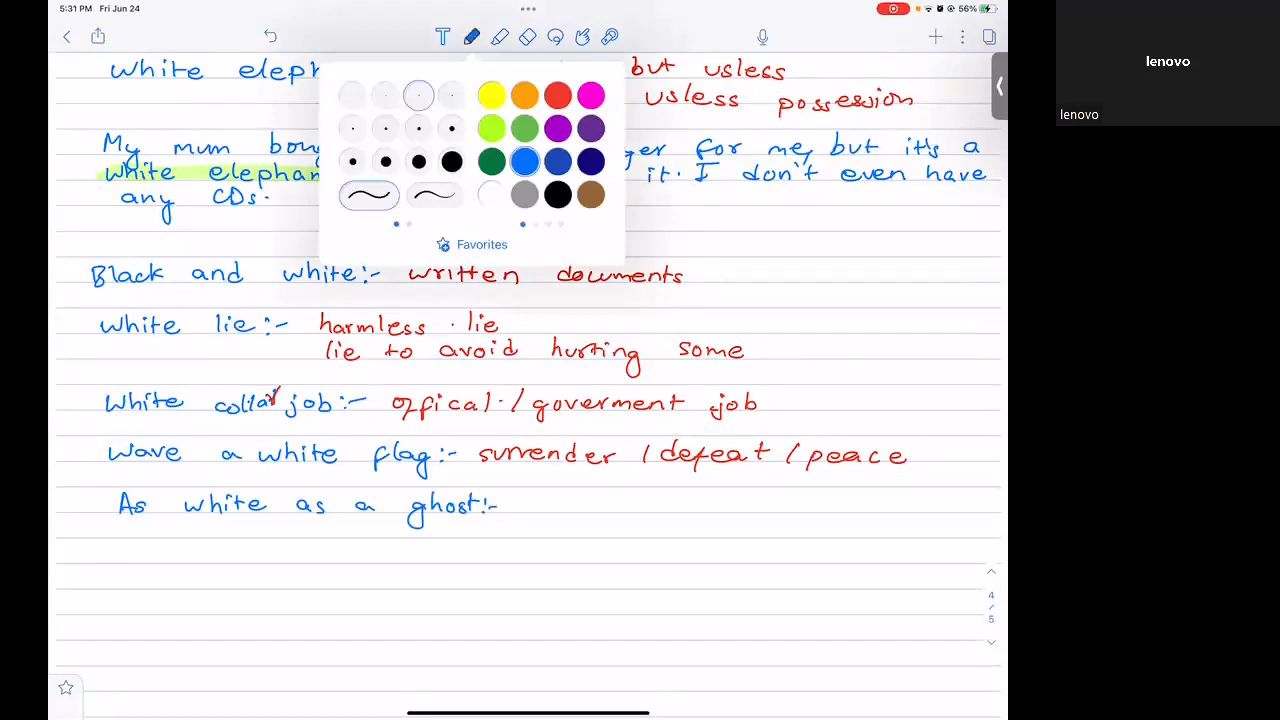 5:31 PM Fri Jun 24
56%
lenovo
lenovo
White eleph but usless
usless possession
My mum bong ger for me, but it's a
white elephan it. I don't even have
any CDs.
Favorites
Black and white:- written documents
White lie:- harmless lie
lie to avoid hurting some
White collar job:- offical / goverment job
Wave a white flag:- surrender / defeat / peace
As white as a ghost:-
4
/
5